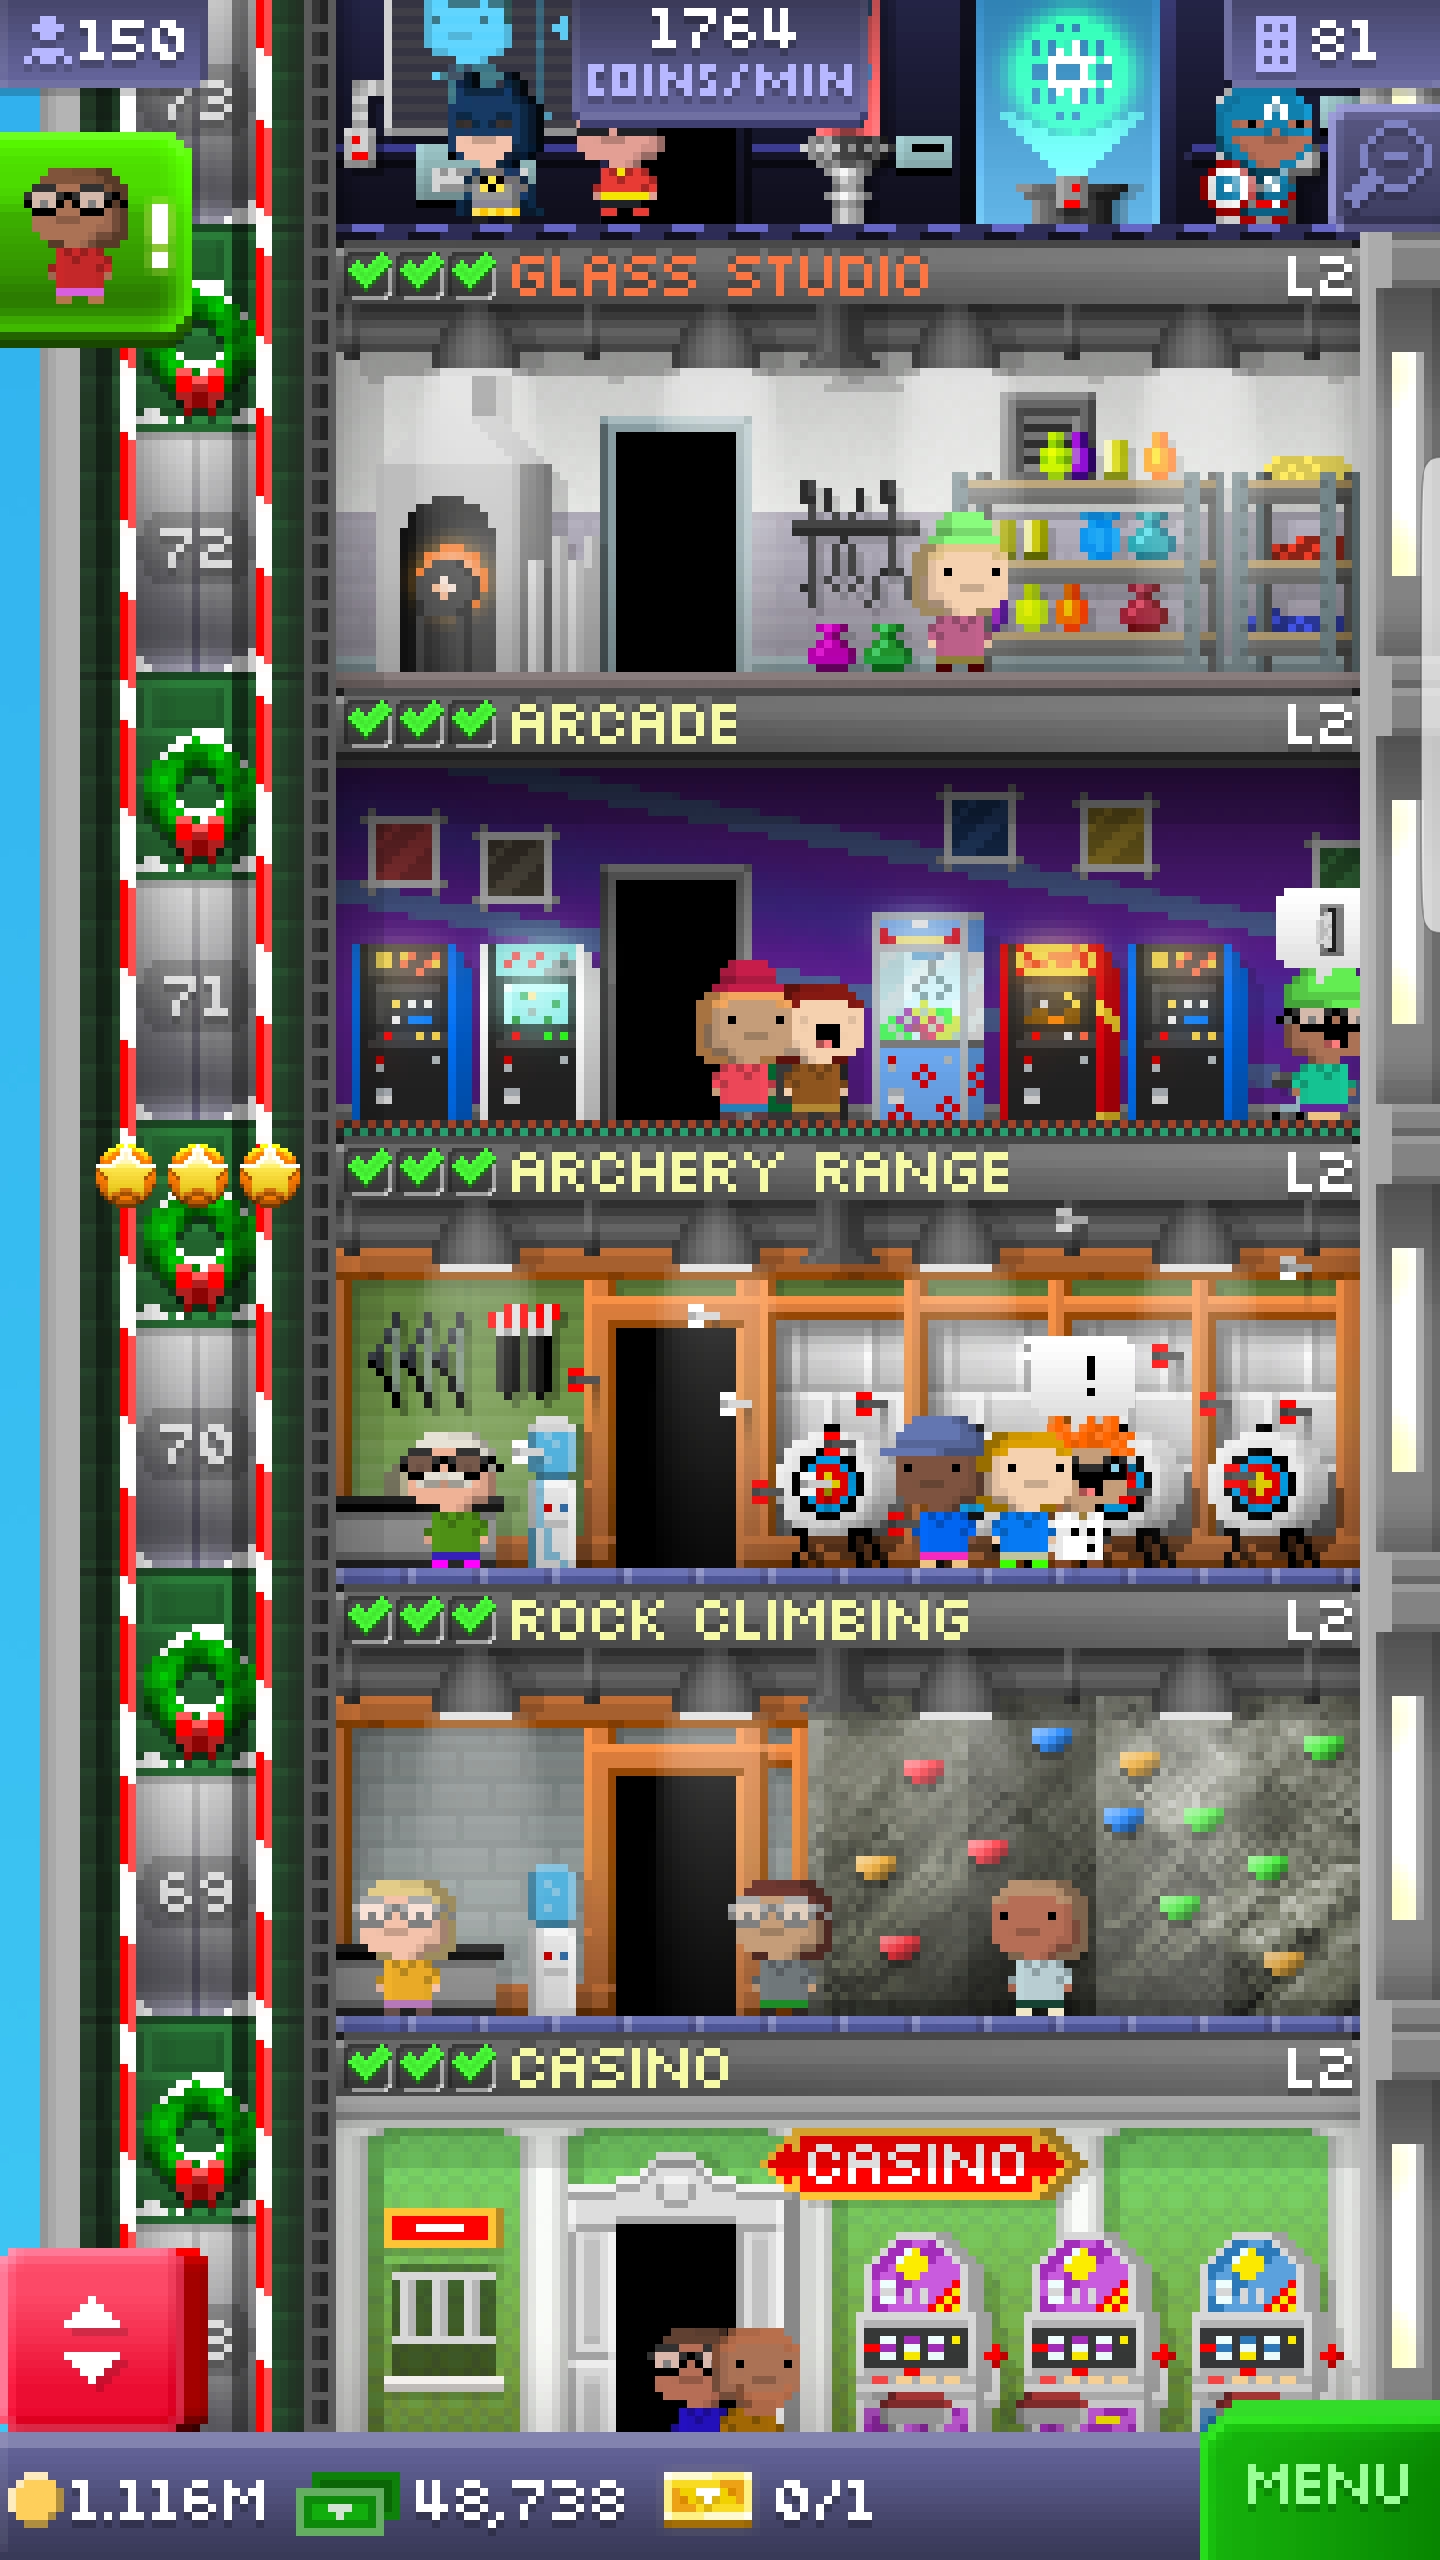 150
1764
COINS/MIN
81
73
!
GLASS STUDIO L2
72
ARCADE L2
71
ARCHERY RANGE L2
!
70
ROCK CLIMBING L2
69
CASINO L2
CASINO
1.116M 48,738 0/1
MENU